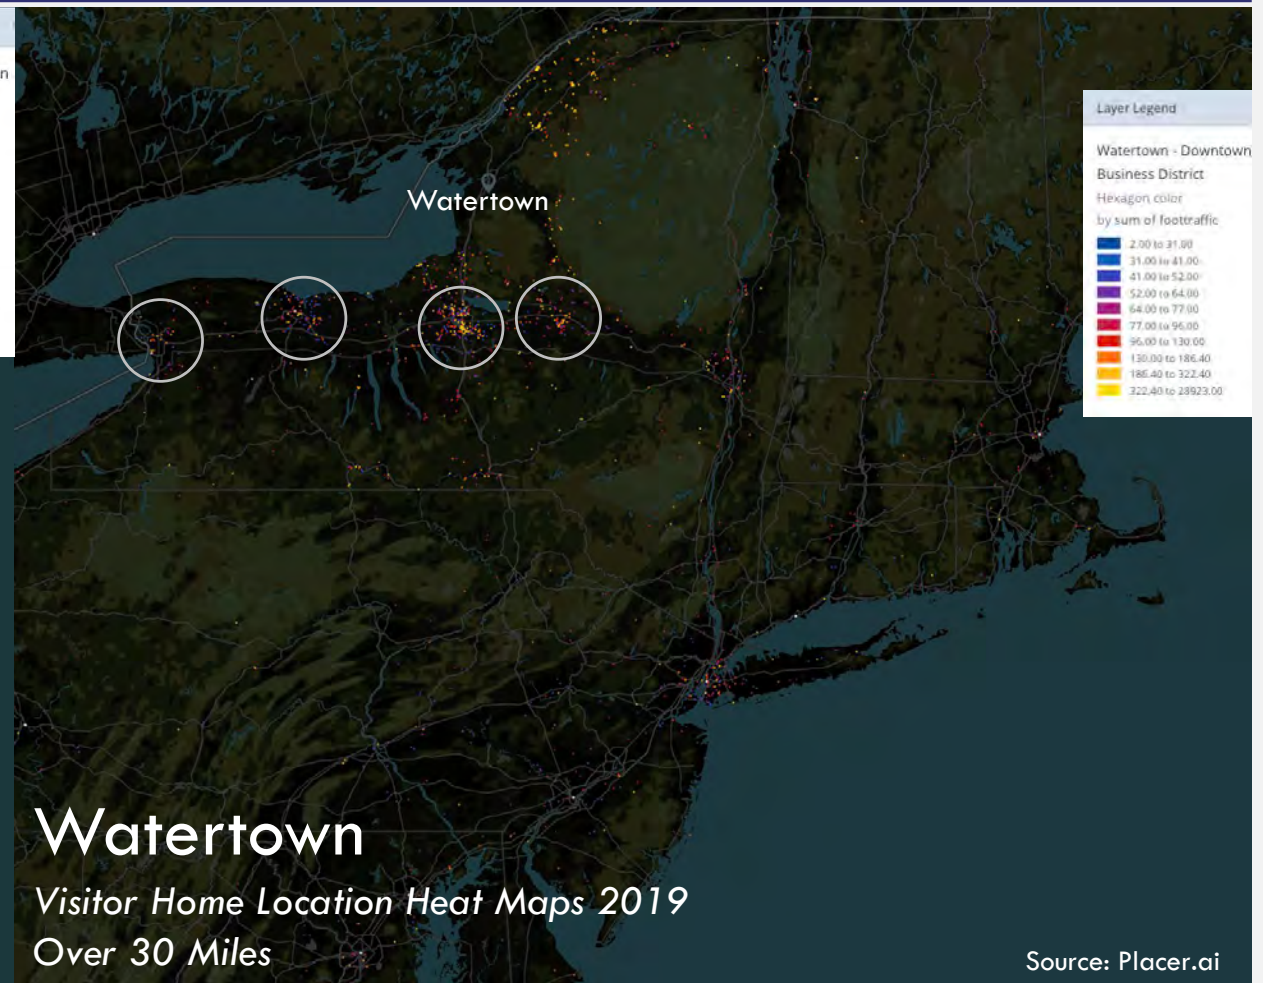 n
Watertown
Layer Legend
Watertown - Downtown
Business District
Hexagon color
by sum of foottraffic
2.00 to 31.00
31.00 to 41.00
41.00 to 52.00
52.00 to 64.00
64.00 to 77.00
77.00 to 96.00
96.00 to 130.00
130.00 to 186.40
186.40 to 322.40
322.40 to 28923.00
Watertown
Visitor Home Location Heat Maps 2019
Over 30 Miles
Source: Placer.ai